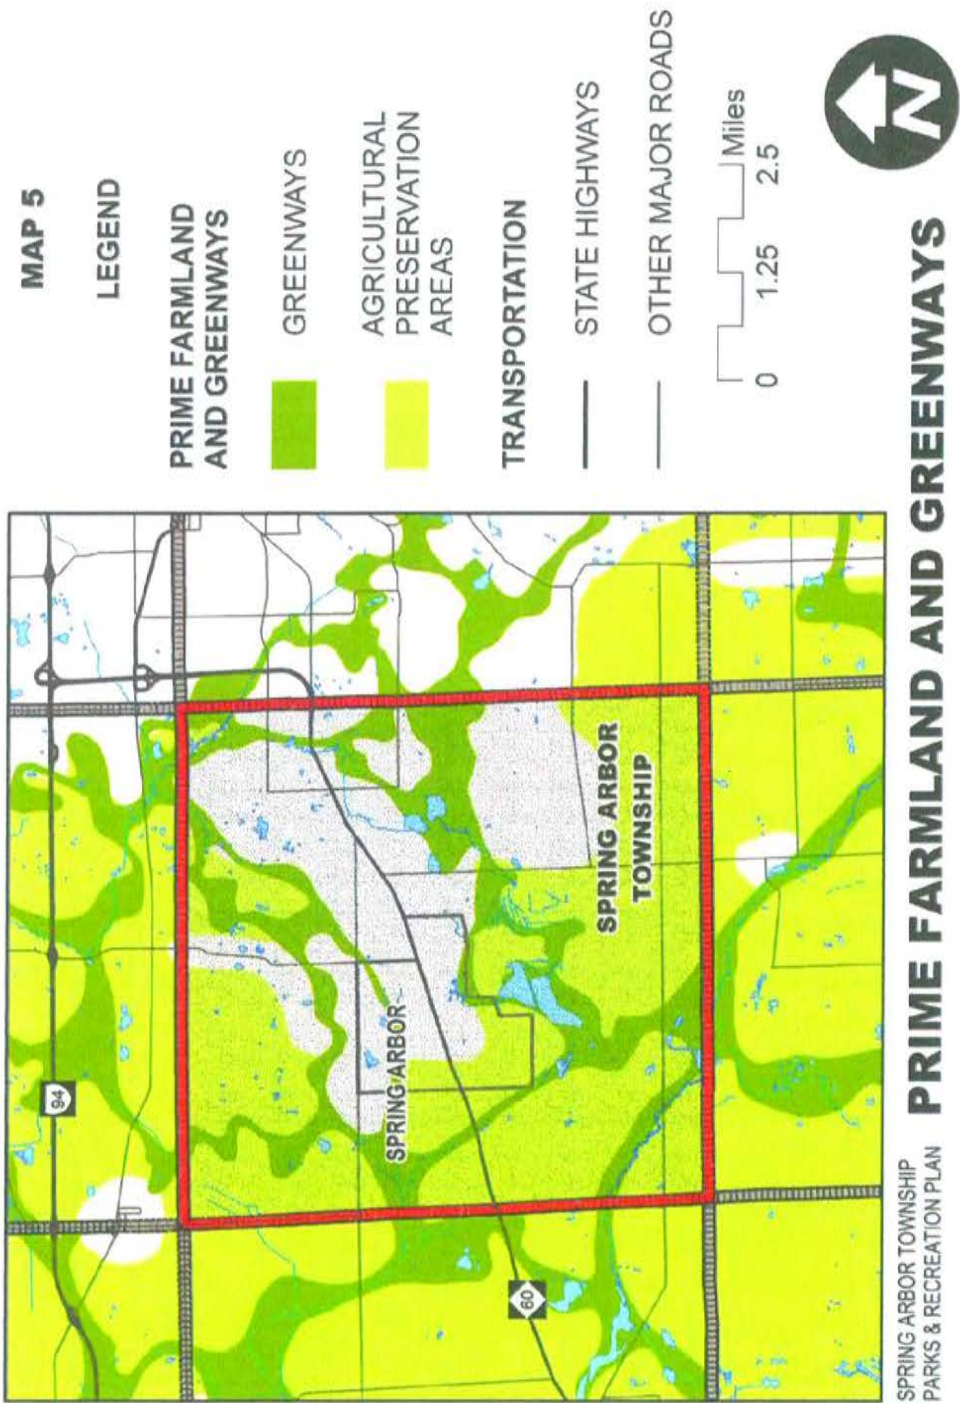 MAP 5
LEGEND
PRIME FARMLAND
AND GREENWAYS
GREENWAYS
AGRICULTURAL
PRESERVATION
AREAS
TRANSPORTATION
STATE HIGHWAYS
OTHER MAJOR ROADS
0 1.25 2.5
Miles
N
94
SPRING ARBOR
60
SPRING ARBOR
TOWNSHIP
SPRING ARBOR TOWNSHIP
PARKS & RECREATION PLAN
PRIME FARMLAND AND GREENWAYS